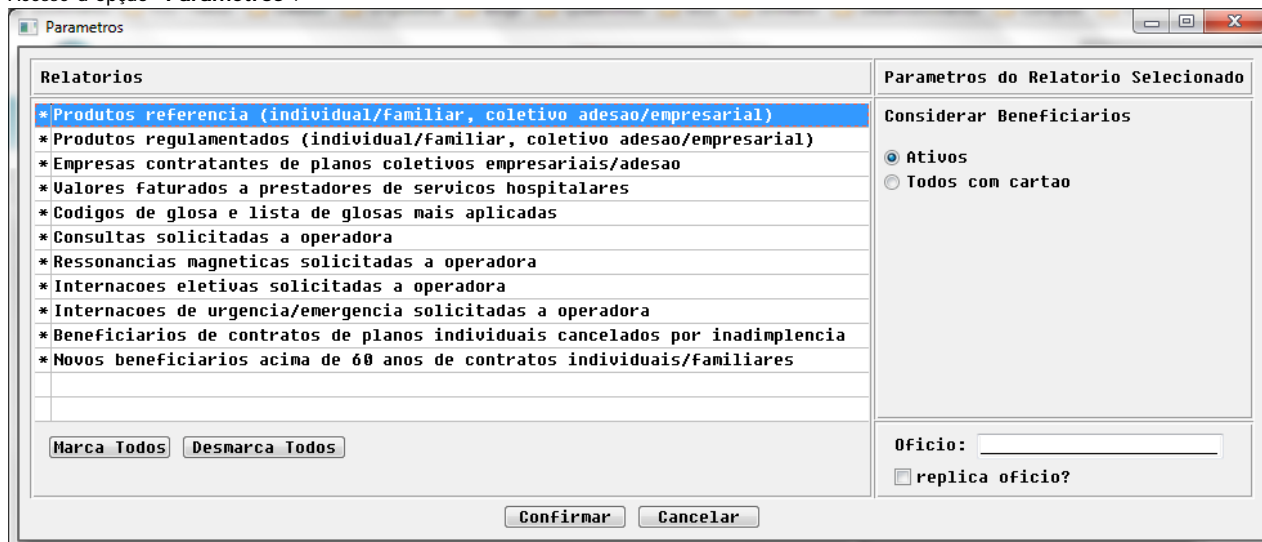 Parametros
Relatorios
Parametros do Relatorio Selecionado
* Produtos referencia (individual/familiar, coletivo adesao/empresarial)
* Produtos regulamentados (individual/familiar, coletivo adesao/empresarial)
* Empresas contratantes de planos coletivos empresariais/adesao
* Valores faturados a prestadores de servicos hospitalares
* Codigos de glosa e lista de glosas mais aplicadas
* Consultas solicitadas a operadora
* Ressonancias magneticas solicitadas a operadora
* Internacoes eletivas solicitadas a operadora
* Internacoes de urgencia/emergencia solicitadas a operadora
* Beneficiarios de contratos de planos individuais cancelados por inadimplencia
* Novos beneficiarios acima de 60 anos de contratos individuais/familiares
Marca Todos Desmarca Todos
Considerar Beneficiarios
Ativos
Todos com cartao
Oficio:
replica oficio?
Confirmar Cancelar